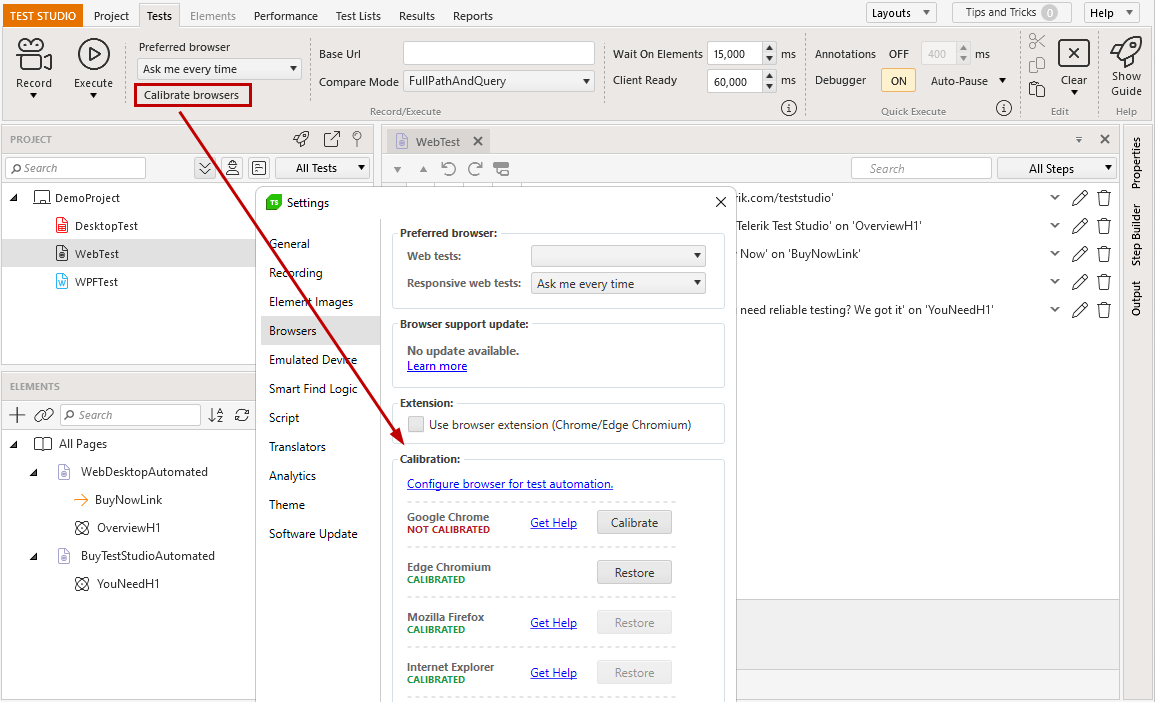 TEST STUDIO Project Tests Elements Performance Test Lists Results Reports Layouts Tips and Tricks Help
Record
Execute
Preferred browser
Ask me every time
Calibrate browsers
Base Url
Compare Mode FullPathAndQuery
Record/Execute
Wait On Elements 15,000 ms
Client Ready 60,000 ms
Annotations OFF 400 ms
Debugger ON Auto-Pause
Quick Execute
Clear
Edit
Show
Guide
Help
PROJECT
Search All Tests
DemoProject
DesktopTest
WebTest
WPFTest
ELEMENTS
Search
All Pages
WebDesktopAutomated
BuyNowLink
OverviewH1
BuyTestStudioAutomated
YouNeedH1
WebTest
Search All Steps
rik.com/teststudio'
Telerik Test Studio' on 'OverviewH1'
Now' on 'BuyNowLink'
need reliable testing? We got it' on 'YouNeedH1'
Properties
Step Builder
Output
TS Settings
General
Recording
Element Images
Browsers
Emulated Device
Smart Find Logic
Script
Translators
Analytics
Theme
Software Update
Preferred browser:
Web tests:
Responsive web tests: Ask me every time
Browser support update:
No update available.
Learn more
Extension:
Use browser extension (Chrome/Edge Chromium)
Calibration:
Configure browser for test automation.
Google Chrome
NOT CALIBRATED
Get Help Calibrate
Edge Chromium
CALIBRATED
Restore
Mozilla Firefox
CALIBRATED
Get Help Restore
Internet Explorer
CALIBRATED
Get Help Restore